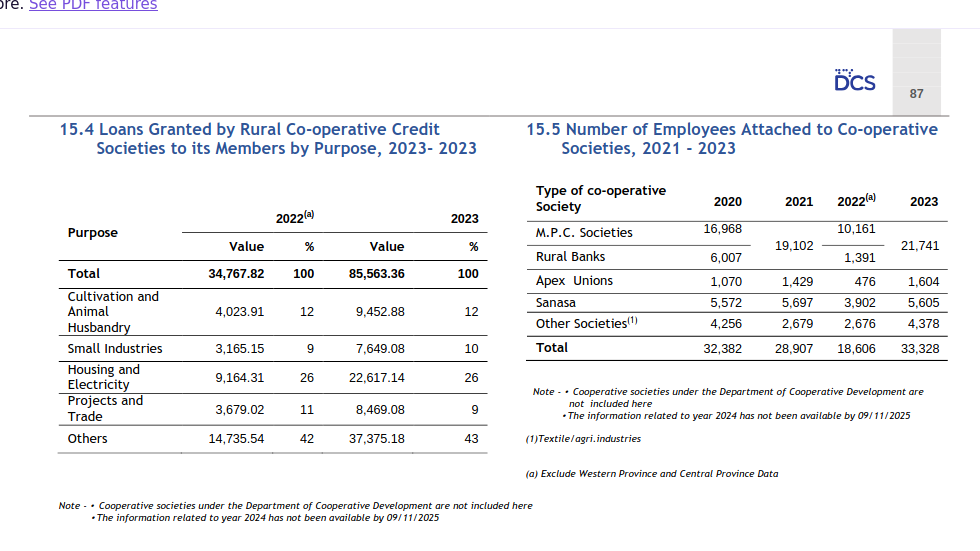 ore. See PDF features
DCS
87
15.4 Loans Granted by Rural Co-operative Credit
Societies to its Members by Purpose, 2023- 2023
Purpose 2022(a) 2023
Value % Value %
Total 34,767.82 100 85,563.36 100
Cultivation and
Animal
Husbandry 4,023.91 12 9,452.88 12
Small Industries 3,165.15 9 7,649.08 10
Housing and
Electricity 9,164.31 26 22,617.14 26
Projects and
Trade 3,679.02 11 8,469.08 9
Others 14,735.54 42 37,375.18 43
Note - • Cooperative societies under the Department of Cooperative Development are not included here
• The information related to year 2024 has not been available by 09/11/2025
15.5 Number of Employees Attached to Co-operative
Societies, 2021 - 2023
Type of co-operative
Society 2020 2021 2022(a) 2023
M.P.C. Societies 16,968 19,102 10,161 21,741
Rural Banks 6,007 1,391
Apex Unions 1,070 1,429 476 1,604
Sanasa 5,572 5,697 3,902 5,605
Other Societies(1) 4,256 2,679 2,676 4,378
Total 32,382 28,907 18,606 33,328
Note - • Cooperative societies under the Department of Cooperative Development are
not included here
• The information related to year 2024 has not been available by 09/11/2025
(1)Textile/agri.industries
(a) Exclude Western Province and Central Province Data